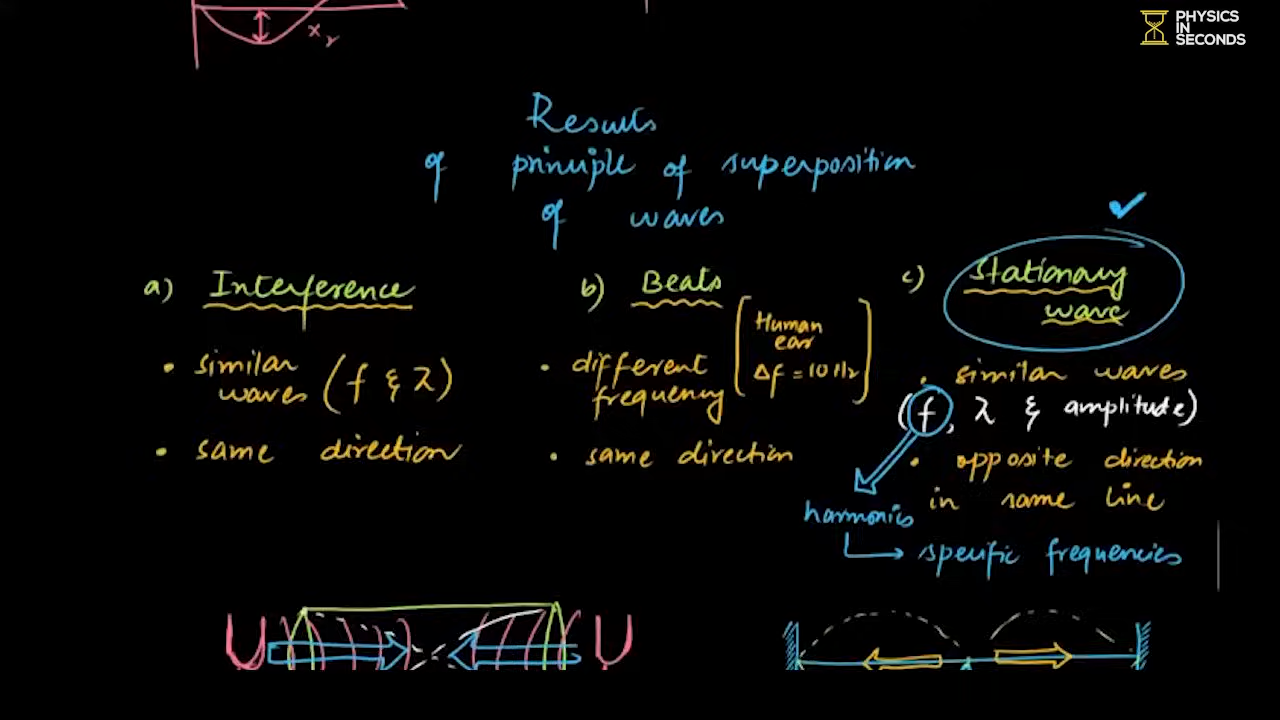 PHYSICS
IN
SECONDS
x₂
Results
of principle of superposition
of waves
a) Interference
• similar
waves (f & λ)
• same direction
b) Beats
[Human
ear
Δf = 10 Hz]
• different
frequency
• same direction
c) Stationary
wave
• similar waves
(f, λ & amplitude)
• opposite direction
in same line
harmonics
specific frequencies